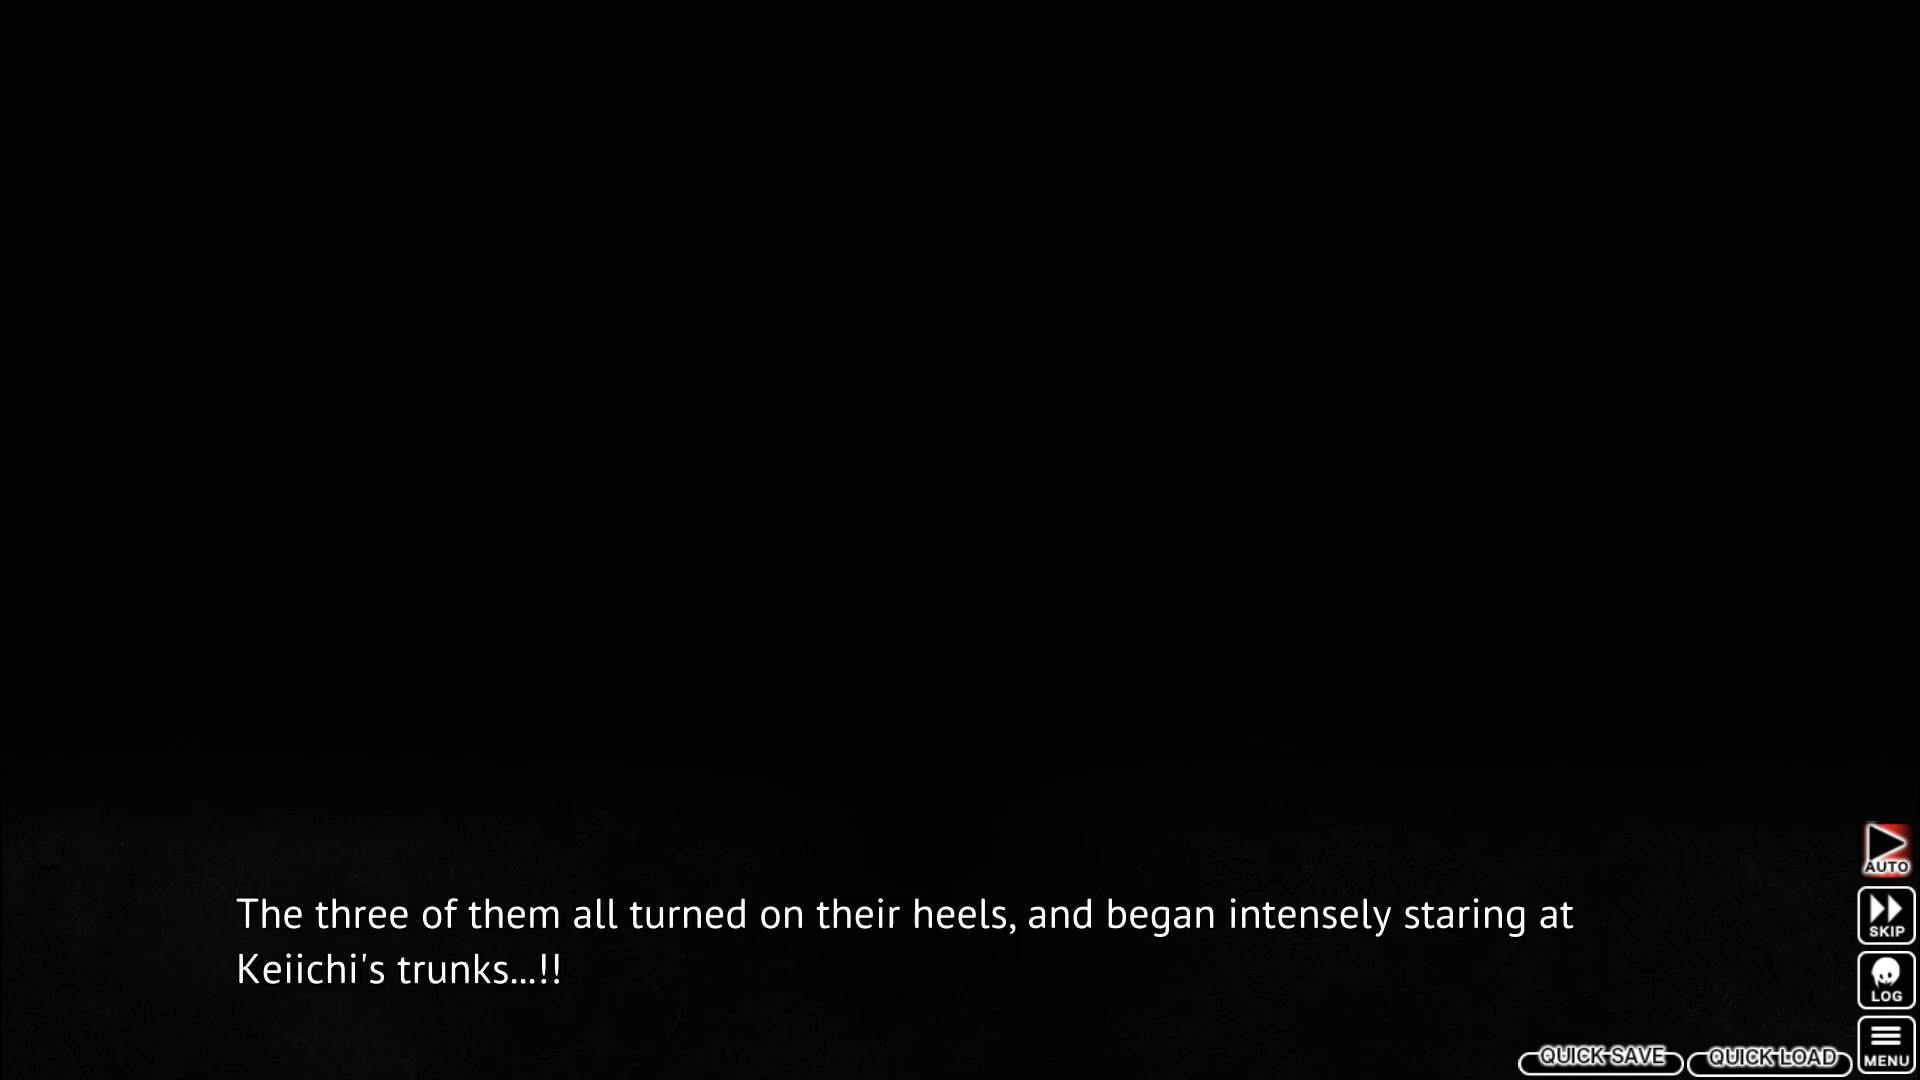 The three of them all turned on their heels, and began intensely staring at
Keiichi's trunks...!!
AUTO
SKIP
LOG
MENU
QUICK SAVE
QUICK LOAD